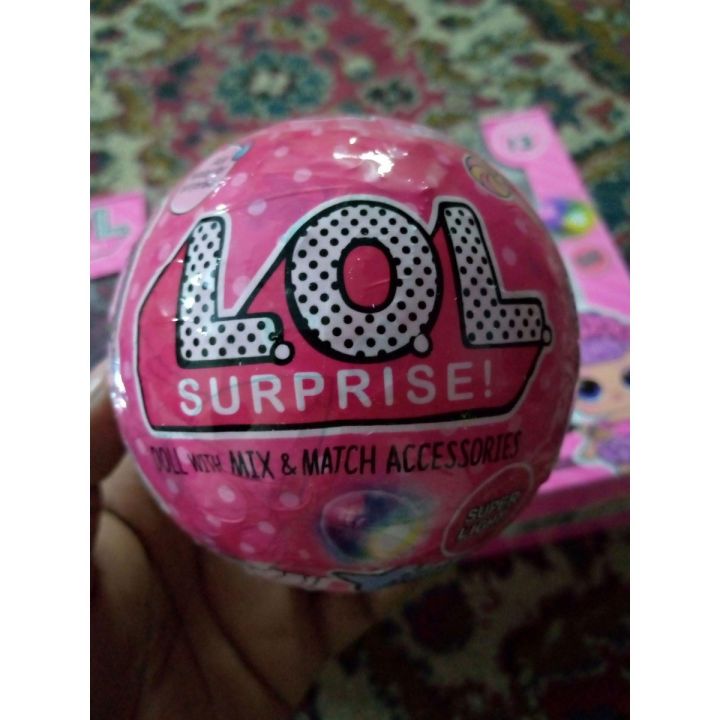 L.O.L.
SURPRISE!
DOLL WITH MIX & MATCH ACCESSORIES
SUPER
L.O.L